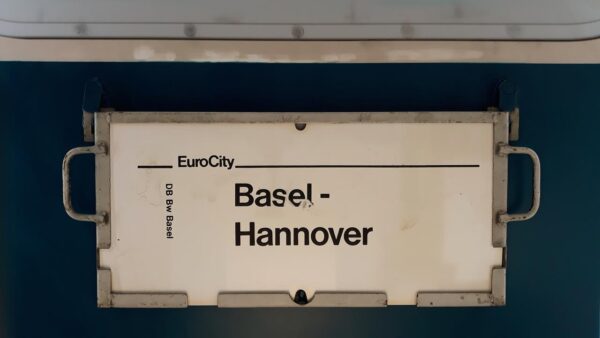 EuroCity
DB Bw Basel
Basel -
Hannover